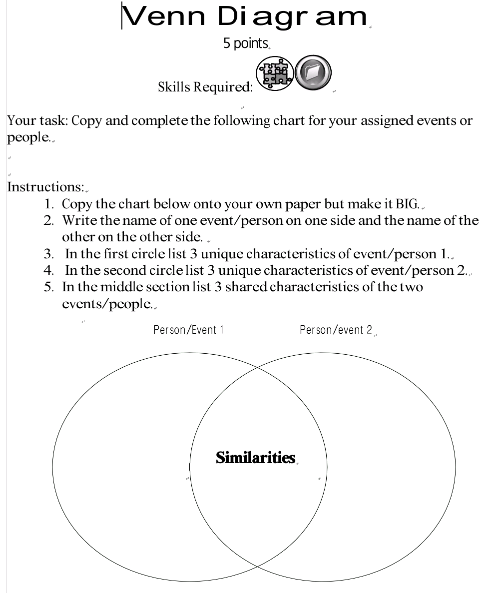 Venn Diagram
5 points
Skills Required:
Your task: Copy and complete the following chart for your assigned events or
people.
Instructions:
1. Copy the chart below onto your own paper but make it BIG.
2. Write the name of one event/person on one side and the name of the
other on the other side.
3. In the first circle list 3 unique characteristics of event/person 1.
4. In the second circle list 3 unique characteristics of event/person 2.
5. In the middle section list 3 shared characteristics of the two
events/people.
Person/Event 1 Person/event 2
Similarities